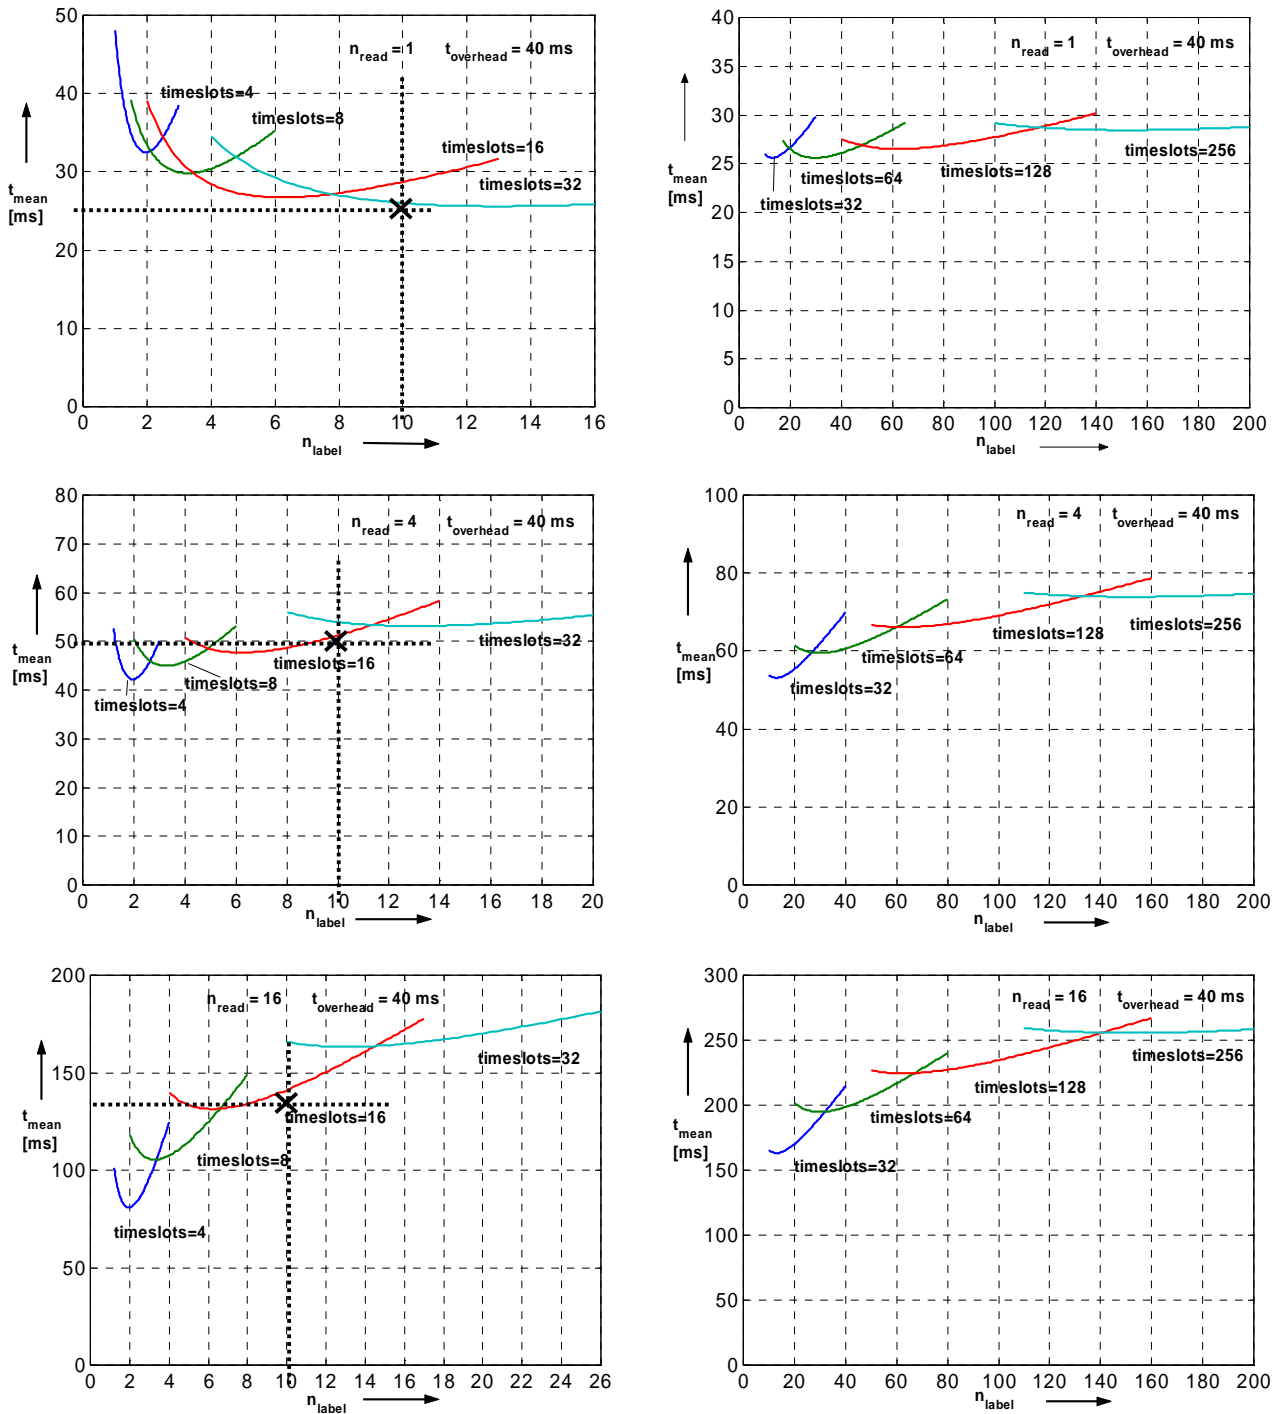 50
40
30
20
10
0
t_mean
[ms]
n_read = 1 t_overhead = 40 ms
timeslots=4
timeslots=8
timeslots=16
timeslots=32
0 2 4 6 8 10 12 14 16
n_label
40
35
30
25
20
15
10
5
0
t_mean
[ms]
n_read = 1 t_overhead = 40 ms
timeslots=256
timeslots=128
timeslots=64
timeslots=32
0 20 40 60 80 100 120 140 160 180 200
n_label
80
70
60
50
40
30
20
10
0
t_mean
[ms]
n_read = 4 t_overhead = 40 ms
timeslots=32
timeslots=16
timeslots=8
timeslots=4
0 2 4 6 8 10 12 14 16 18 20
n_label
100
80
60
40
20
0
t_mean
[ms]
n_read = 4 t_overhead = 40 ms
timeslots=256
timeslots=128
timeslots=64
timeslots=32
0 20 40 60 80 100 120 140 160 180 200
n_label
200
150
100
50
0
t_mean
[ms]
n_read = 16 t_overhead = 40 ms
timeslots=32
timeslots=16
timeslots=8
timeslots=4
0 2 4 6 8 10 12 14 16 18 20 22 24 26
n_label
300
250
200
150
100
50
0
t_mean
[ms]
n_read = 16 t_overhead = 40 ms
timeslots=256
timeslots=128
timeslots=64
timeslots=32
0 20 40 60 80 100 120 140 160 180 200
n_label